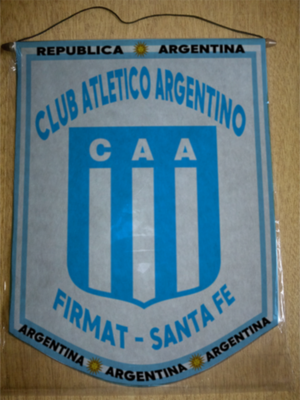 REPUBLICA ARGENTINA
CLUB ATLETICO ARGENTINO
C A A
FIRMAT - SANTA FE
ARGENTINA ARGENTINA ARGENTINA